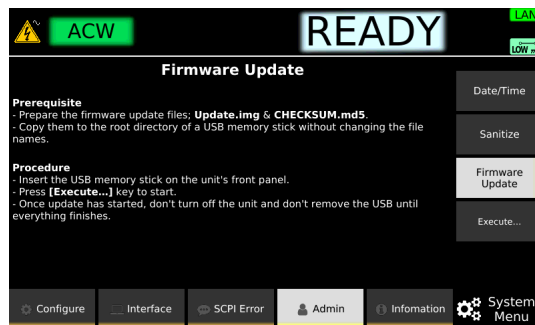 ACW
READY
LAN
LOW
Firmware Update
Prerequisite
- Prepare the firmware update files; Update.img & CHECKSUM.md5.
- Copy them to the root directory of a USB memory stick without changing the file
names.
Procedure
- Insert the USB memory stick on the unit's front panel.
- Press [Execute...] key to start.
- Once update has started, don't turn off the unit and don't remove the USB until
everything finishes.
Date/Time
Sanitize
Firmware
Update
Execute...
Configure
Interface
SCPI Error
Admin
Infomation
System
Menu